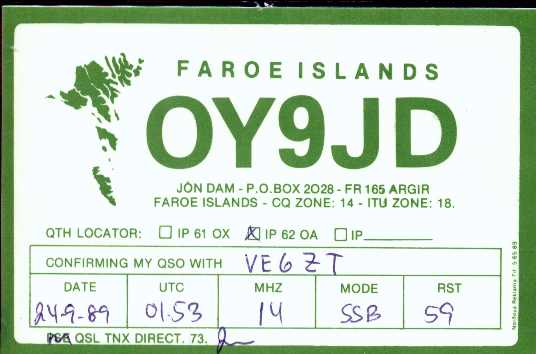 FAROE ISLANDS
OY9JD
JÓN DAM - P.O.BOX 2028 - FR 165 ARGIR
FAROE ISLANDS - CQ ZONE: 14 - ITU ZONE: 18.
QTH LOCATOR: ☐ IP 61 OX ☒ IP 62 OA ☐ IP
CONFIRMING MY QSO WITH VE6ZT
DATE UTC MHZ MODE RST
24-9-89 01.53 14 SSB 59
QSL TNX DIRECT. 73.